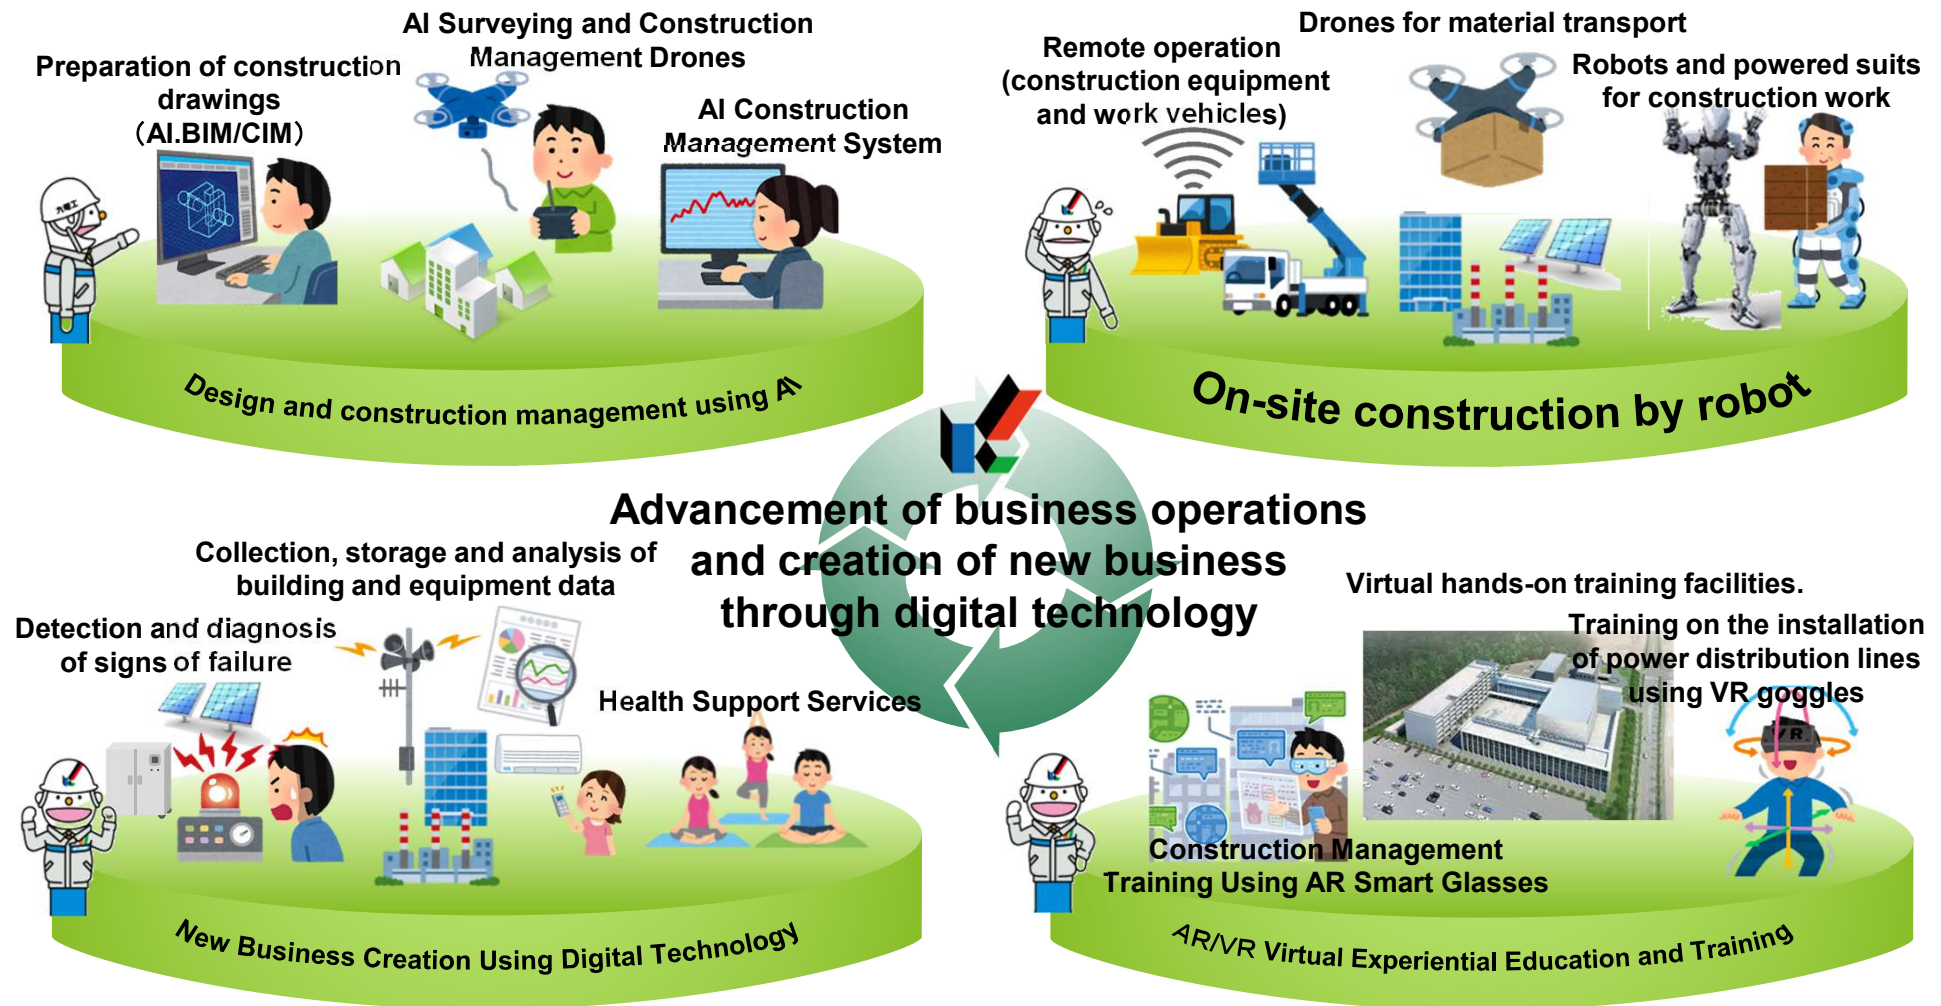 AI Surveying and Construction
Management Drones
Preparation of construction
drawings
(AI.BIM/CIM)
AI Construction
Management System
Design and construction management using AI
Drones for material transport
Remote operation
(construction equipment
and work vehicles)
Robots and powered suits
for construction work
On-site construction by robot
Advancement of business operations
and creation of new business
through digital technology
Collection, storage and analysis of
building and equipment data
Detection and diagnosis
of signs of failure
Health Support Services
New Business Creation Using Digital Technology
Virtual hands-on training facilities.
Training on the installation
of power distribution lines
using VR goggles
VR
Construction Management
Training Using AR Smart Glasses
AR/VR Virtual Experiential Education and Training